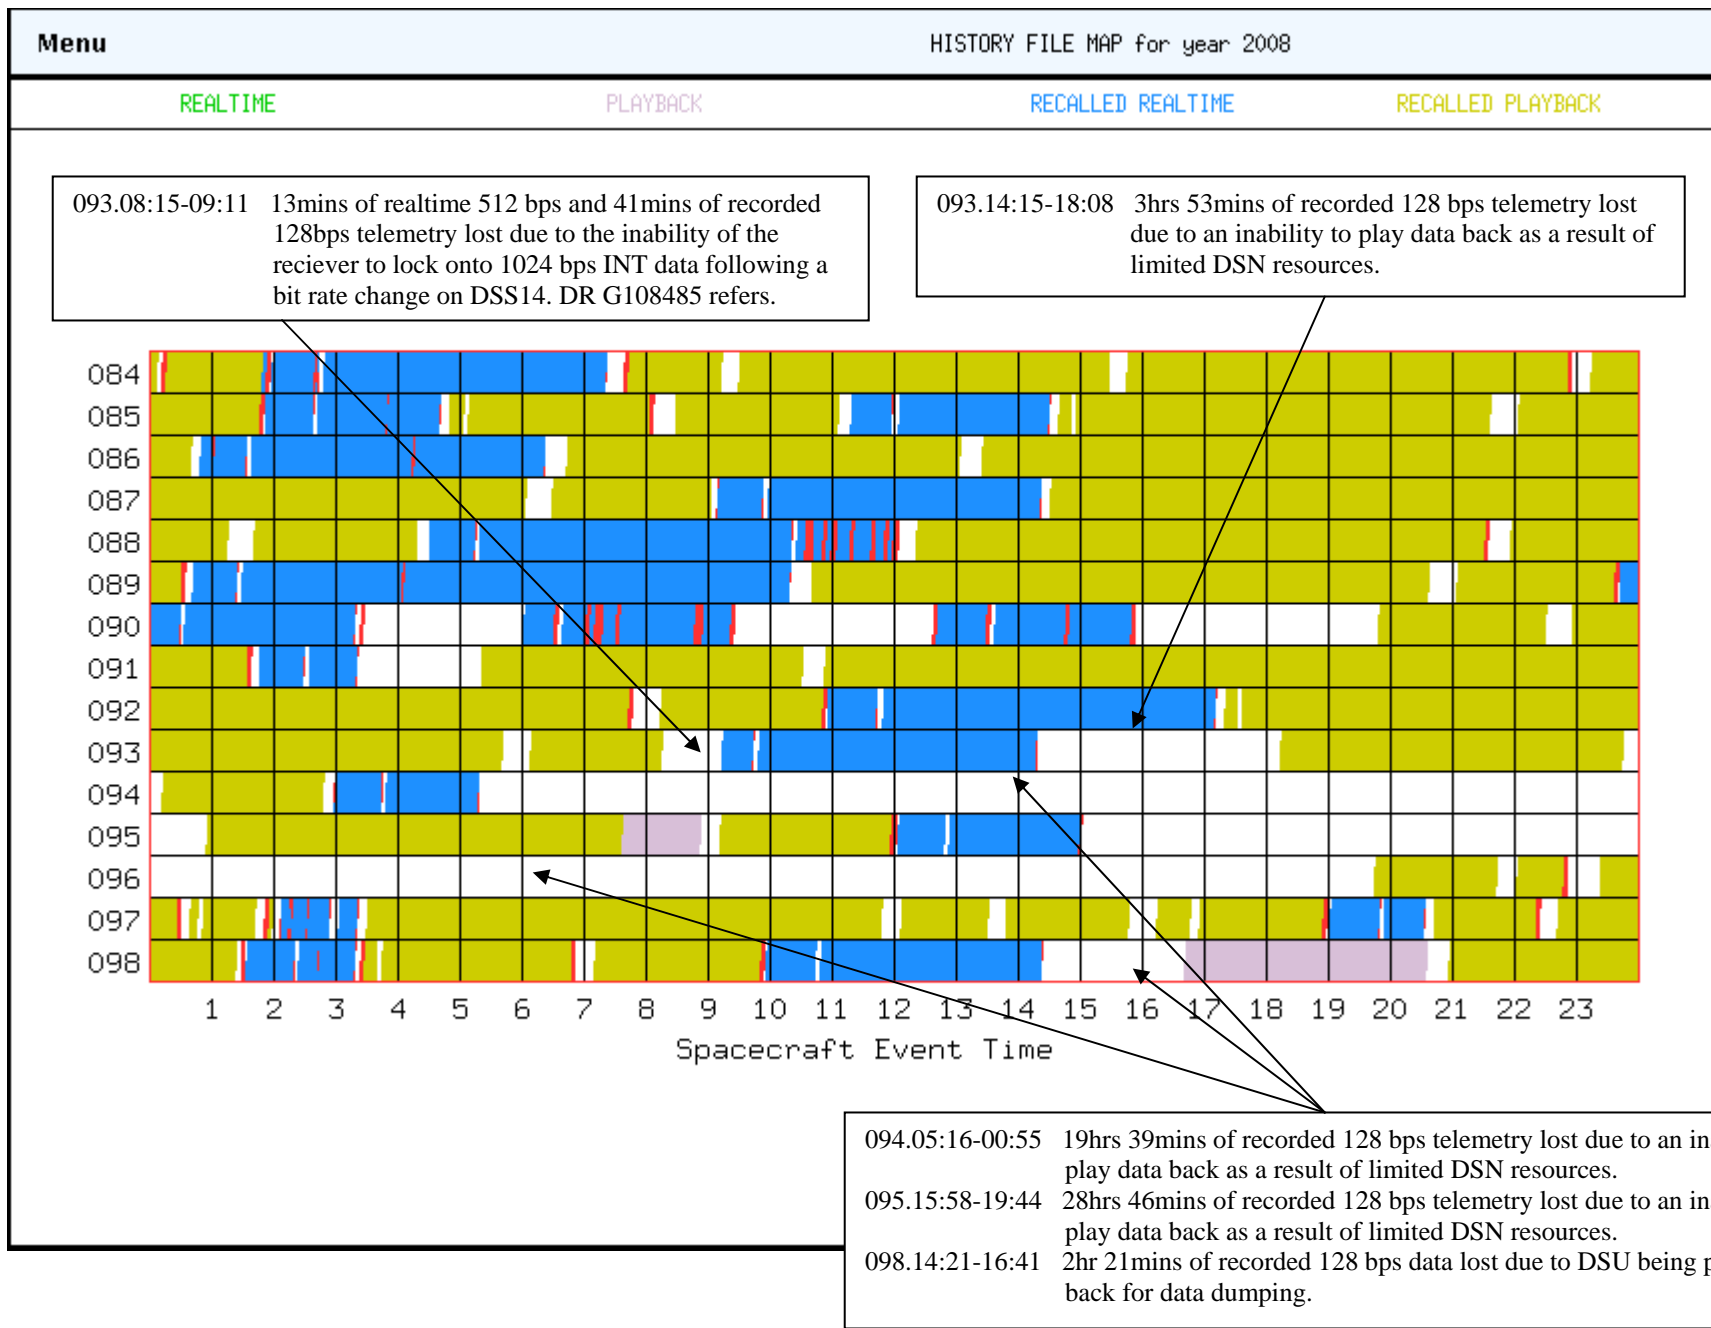 Menu
HISTORY FILE MAP for year 2008
REALTIME PLAYBACK RECALLED REALTIME RECALLED PLAYBACK
093.08:15-09:11 13mins of realtime 512 bps and 41mins of recorded
128bps telemetry lost due to the inability of the
reciever to lock onto 1024 bps INT data following a
bit rate change on DSS14. DR G108485 refers.
093.14:15-18:08 3hrs 53mins of recorded 128 bps telemetry lost
due to an inability to play data back as a result of
limited DSN resources.
084
085
086
087
088
089
090
091
092
093
094
095
096
097
098
1 2 3 4 5 6 7 8 9 10 11 12 13 14 15 16 17 18 19 20 21 22 23
Spacecraft Event Time
094.05:16-00:55 19hrs 39mins of recorded 128 bps telemetry lost due to an
play data back as a result of limited DSN resources.
095.15:58-19:44 28hrs 46mins of recorded 128 bps telemetry lost due to an
play data back as a result of limited DSN resources.
098.14:21-16:41 2hr 21mins of recorded 128 bps data lost due to DSU being
back for data dumping.